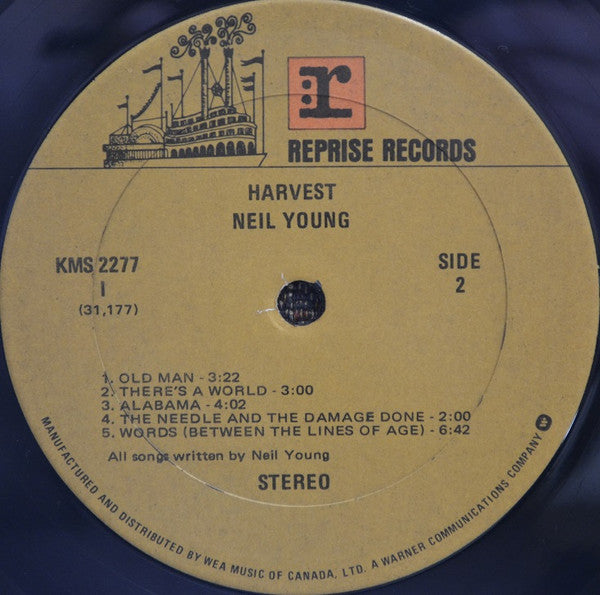 r
REPRISE RECORDS
HARVEST
NEIL YOUNG
KMS 2277
I
(31,177)
SIDE
2
1. OLD MAN - 3:22
2. THERE'S A WORLD - 3:00
3. ALABAMA - 4:02
4. THE NEEDLE AND THE DAMAGE DONE - 2:00
5. WORDS (BETWEEN THE LINES OF AGE) - 6:42
All songs written by Neil Young
STEREO
MANUFACTURED AND DISTRIBUTED BY WEA MUSIC OF CANADA, LTD. A WARNER COMMUNICATIONS COMPANY